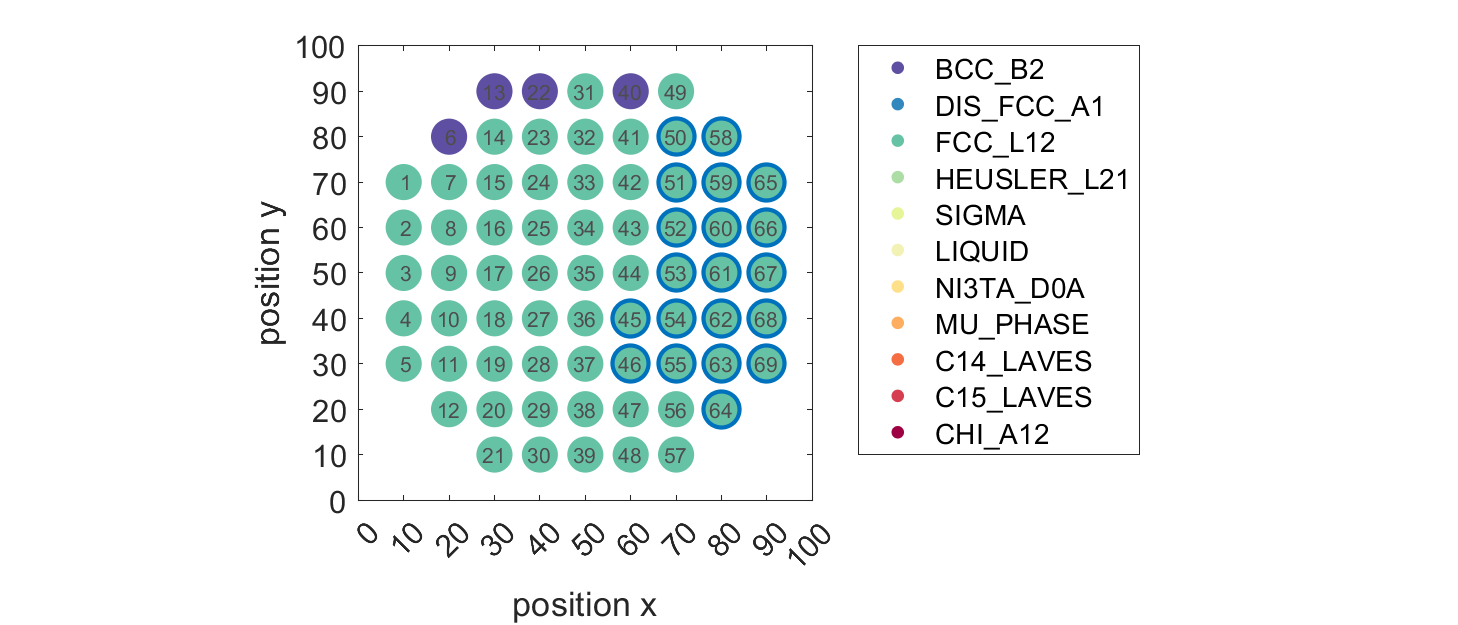 100
90
80
70
60
50
40
30
20
10
0
position y
13 22 31 40 49
6 14 23 32 41 50 58
1 7 15 24 33 42 51 59 65
2 8 16 25 34 43 52 60 66
3 9 17 26 35 44 53 61 67
4 10 18 27 36 45 54 62 68
5 11 19 28 37 46 55 63 69
12 20 29 38 47 56 64
21 30 39 48 57
0 10 20 30 40 50 60 70 80 90 100
position x
BCC_B2
DIS_FCC_A1
FCC_L12
HEUSLER_L21
SIGMA
LIQUID
NI3TA_D0A
MU_PHASE
C14_LAVES
C15_LAVES
CHI_A12